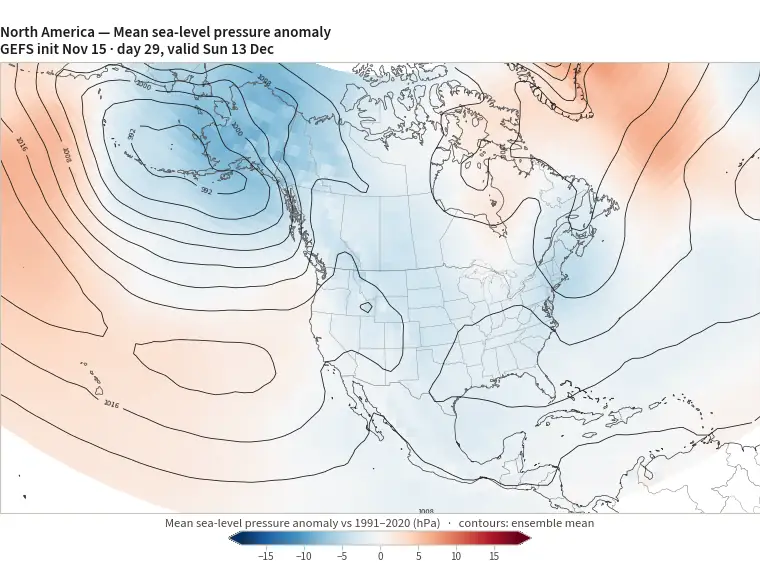 North America — Mean sea-level pressure anomaly
GEFS init Nov 15 · day 29, valid Sun 13 Dec
1000
1016
1008
992
1000
992
1016
1008
Mean sea-level pressure anomaly vs 1991–2020 (hPa) · contours: ensemble mean
−15 −10 −5 0 5 10 15